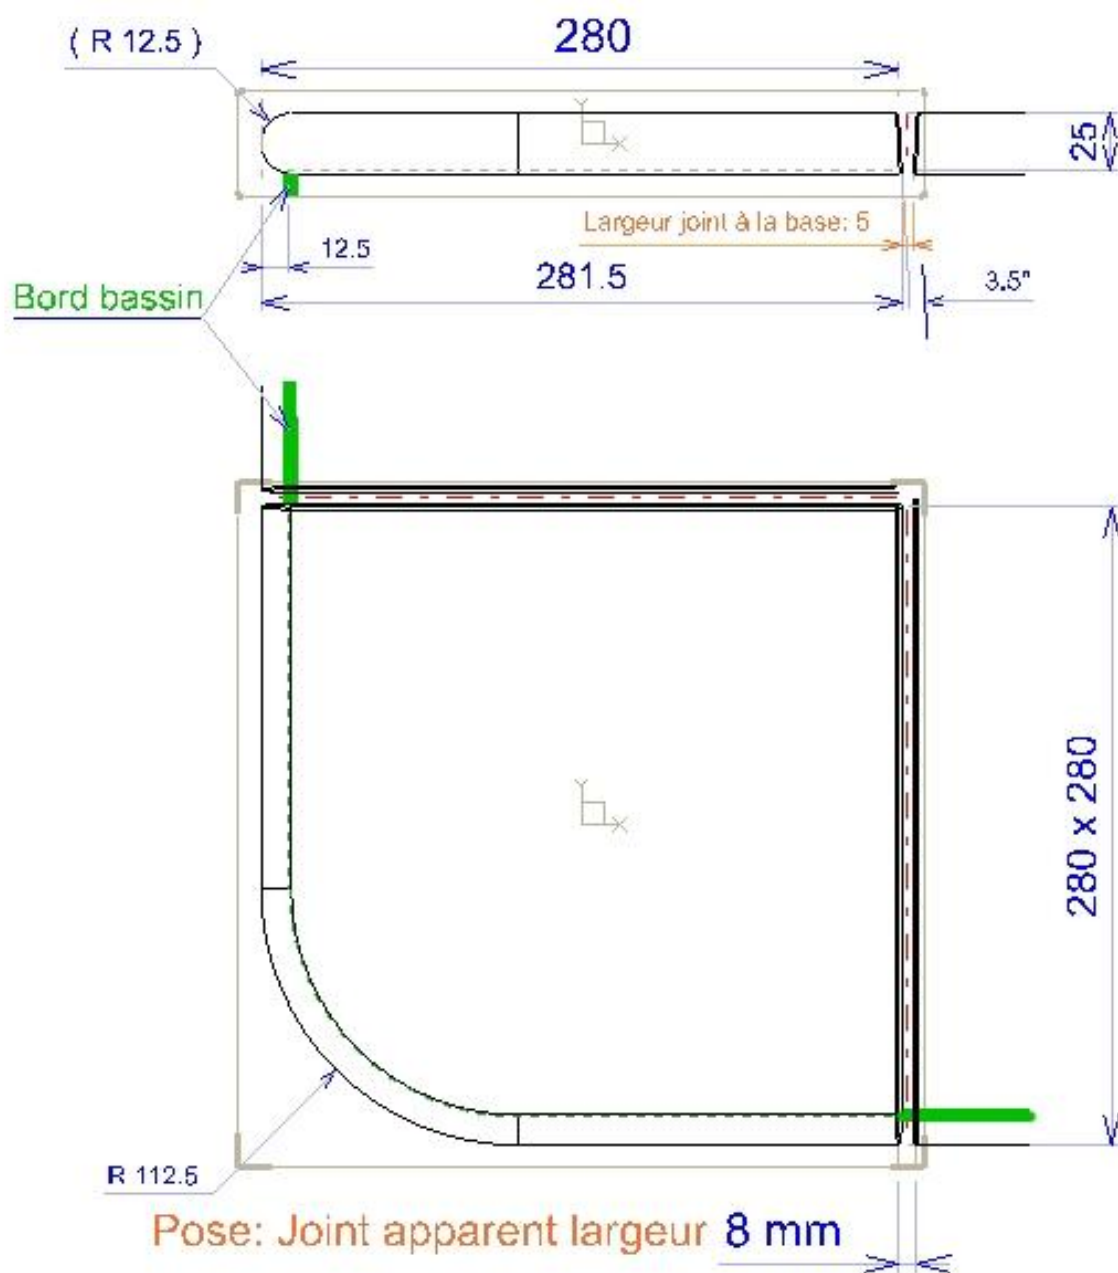 ( R 12.5 )
280
Y
X
25
Largeur joint à la base: 5
12.5
281.5
3.5"
Bord bassin
Y
X
280 x 280
R 112.5
Pose: Joint apparent largeur 8 mm